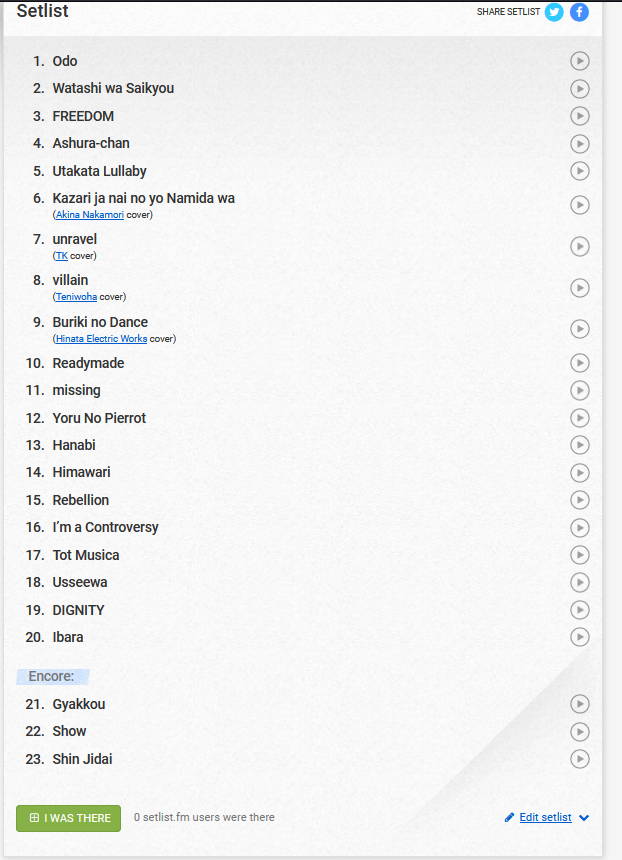 Setlist
SHARE SETLIST
1. Odo
2. Watashi wa Saikyou
3. FREEDOM
4. Ashura-chan
5. Utakata Lullaby
6. Kazari ja nai no yo Namida wa
(Akina Nakamori cover)
7. unravel
(TK cover)
8. villain
(Teniwoha cover)
9. Buriki no Dance
(Hinata Electric Works cover)
10. Readymade
11. missing
12. Yoru No Pierrot
13. Hanabi
14. Himawari
15. Rebellion
16. I’m a Controversy
17. Tot Musica
18. Usseewa
19. DIGNITY
20. Ibara
Encore:
21. Gyakkou
22. Show
23. Shin Jidai
I WAS THERE 0 setlist.fm users were there Edit setlist